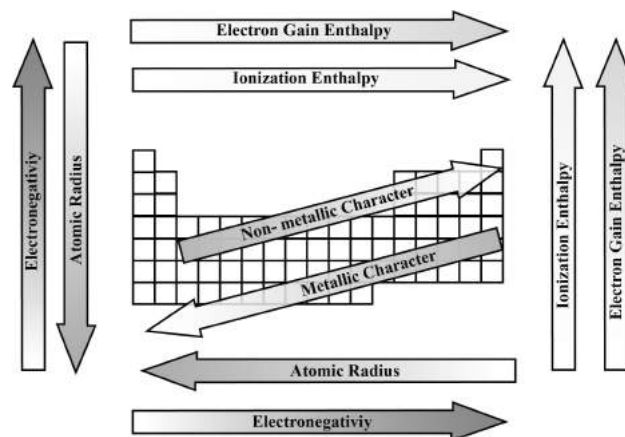 Electron Gain Enthalpy
Ionization Enthalpy
Electronegativiy
Atomic Radius
Non- metallic Character
Metallic Character
Ionization Enthalpy
Electron Gain Enthalpy
Atomic Radius
Electronegativiy